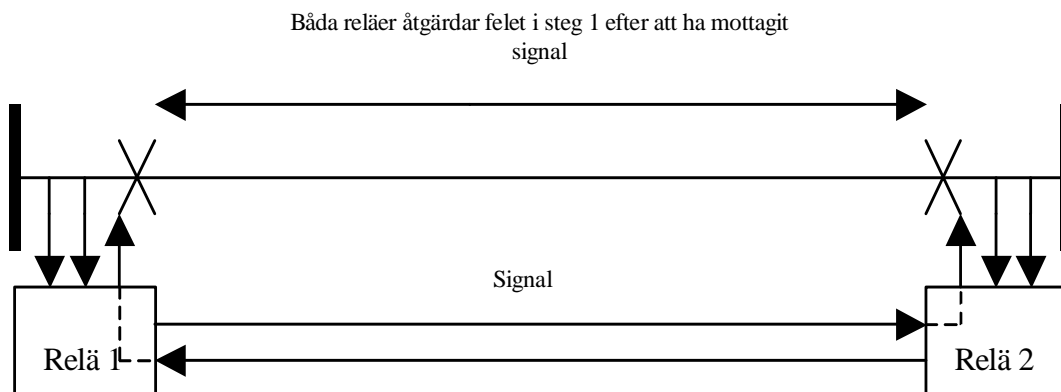 Båda reläer åtgärdar felet i steg 1 efter att ha mottagit
signal
Signal
Relä 1
Relä 2